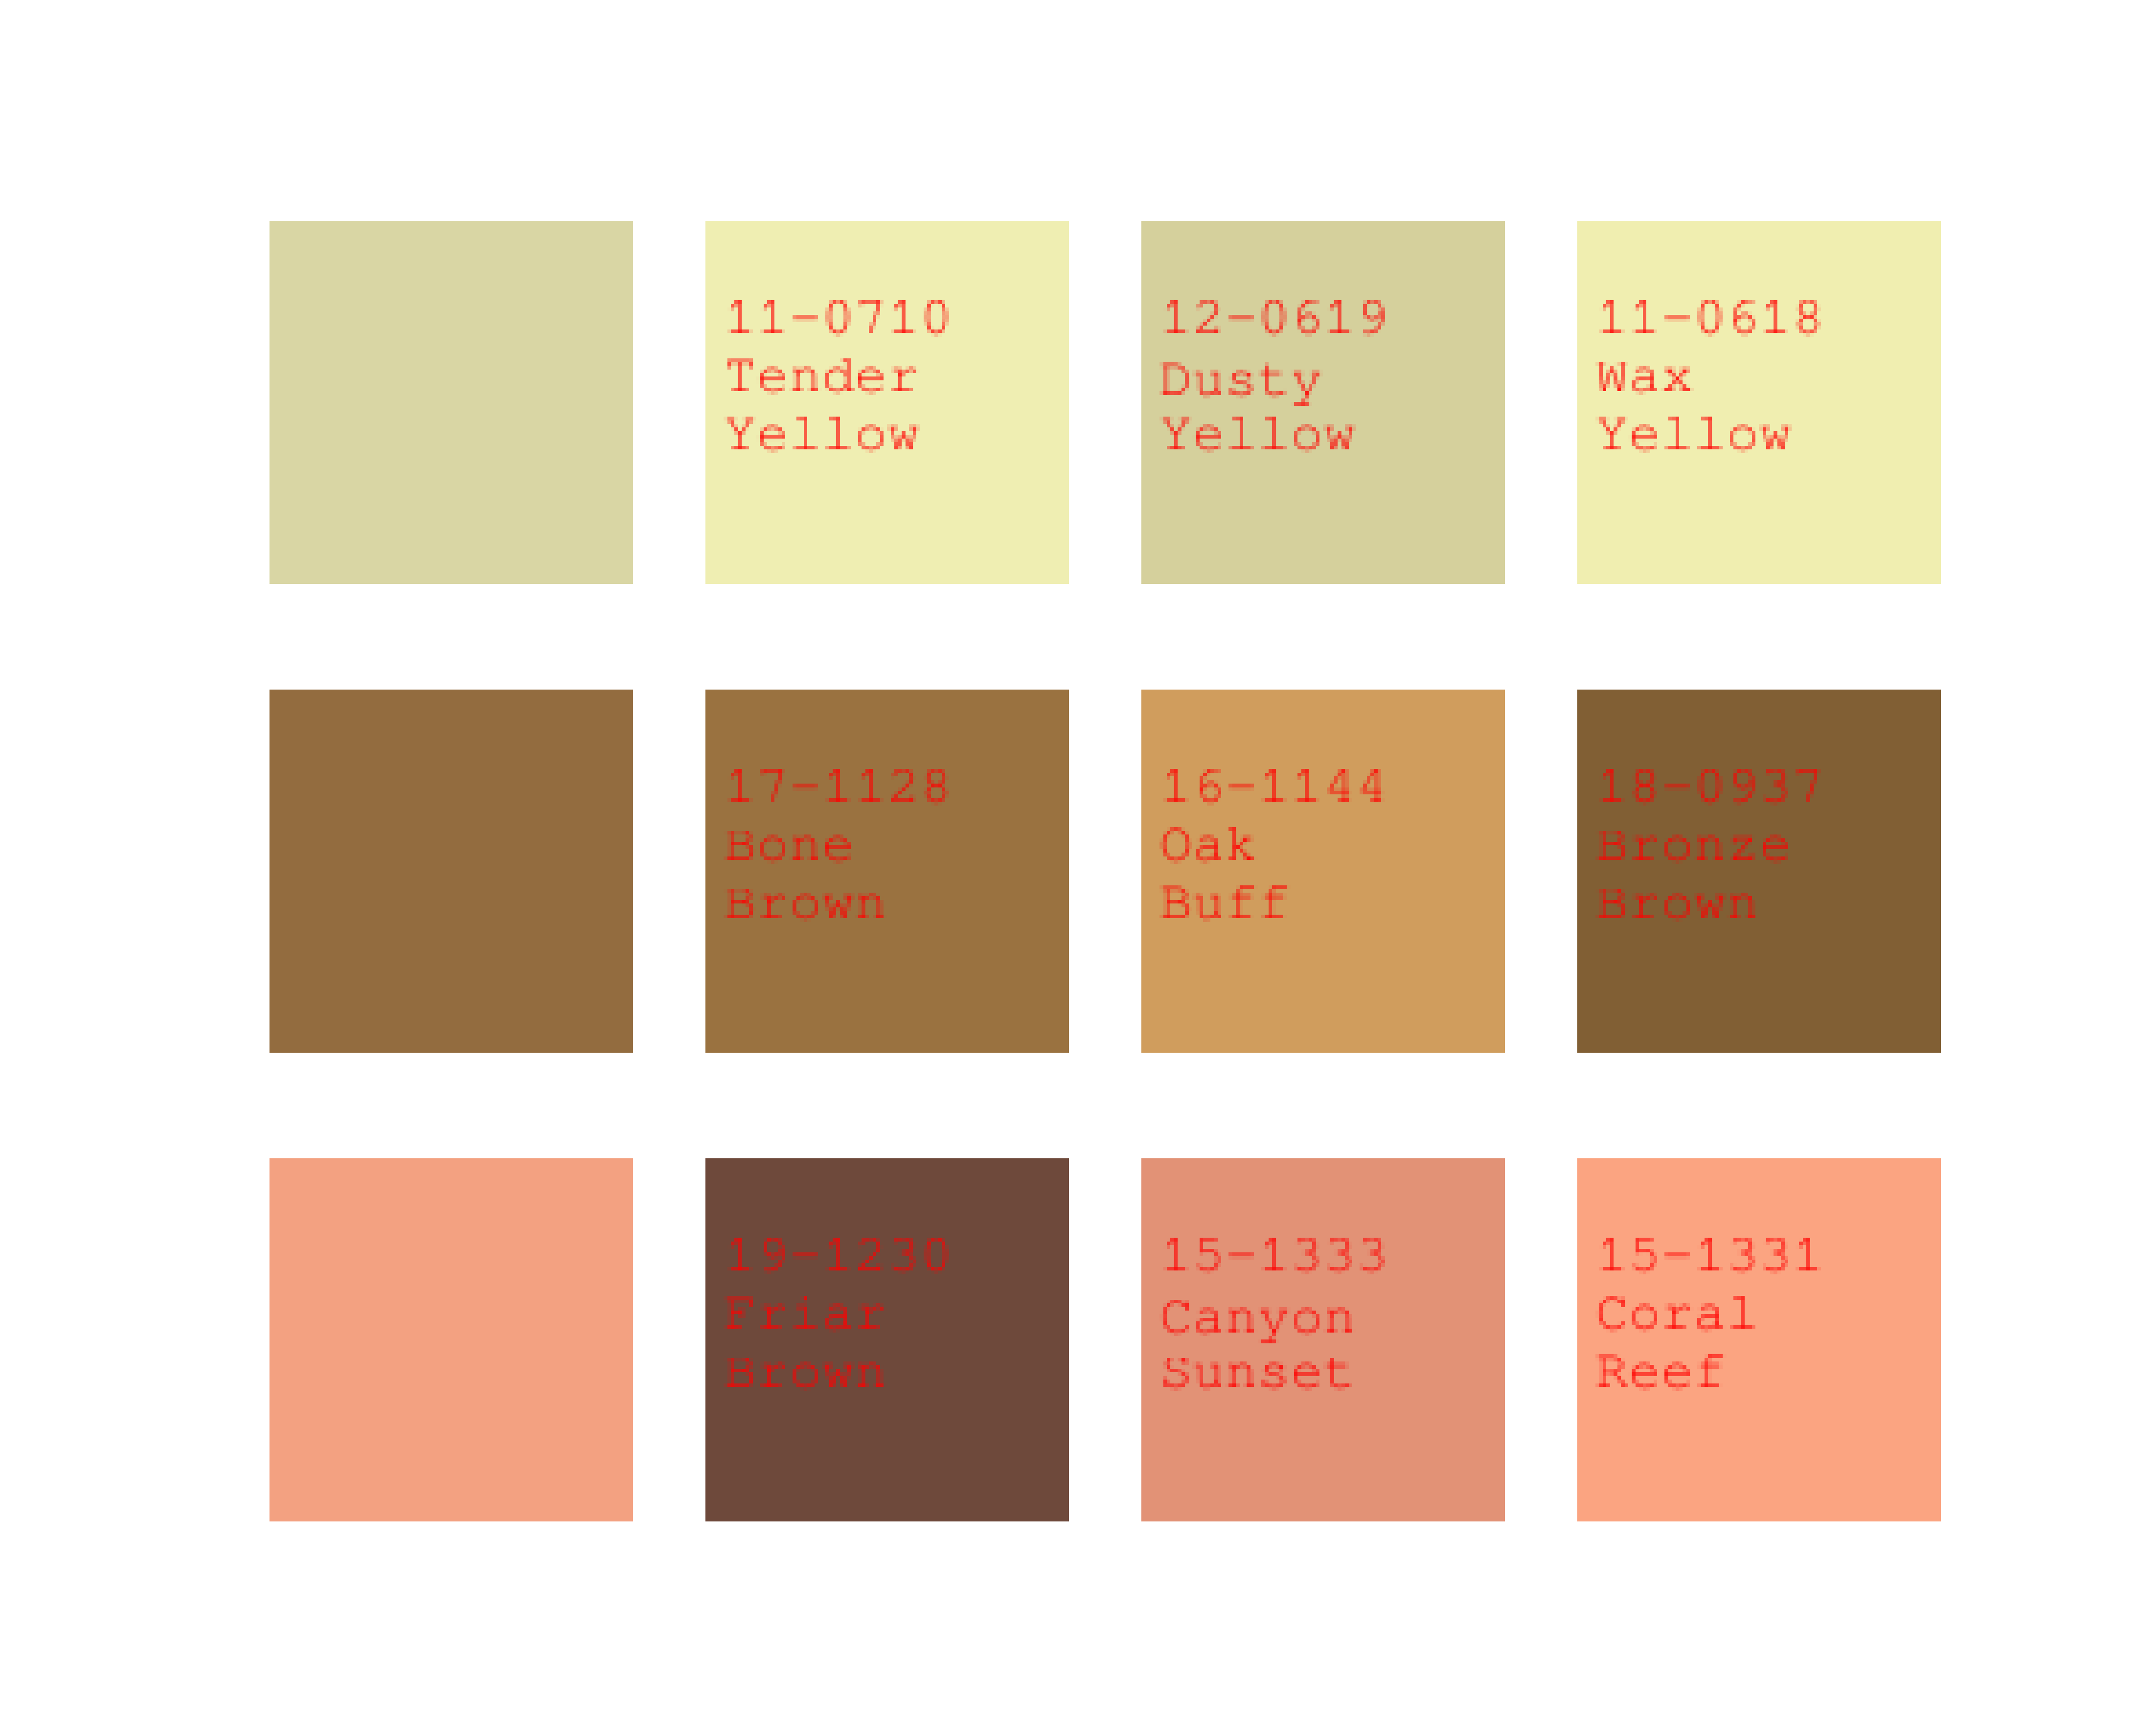 11-0710
Tender
Yellow
12-0619
Dusty
Yellow
11-0618
Wax
Yellow
17-1128
Bone
Brown
16-1144
Oak
Buff
18-0937
Bronze
Brown
19-1230
Friar
Brown
15-1333
Canyon
Sunset
15-1331
Coral
Reef